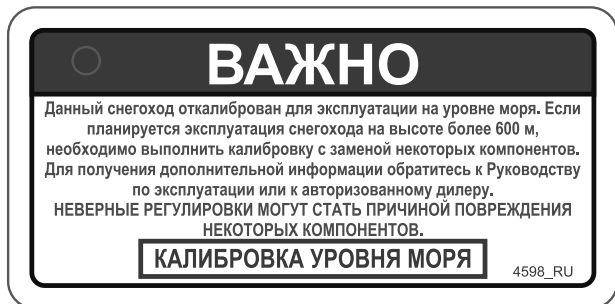 ВАЖНО
Данный снегоход откалиброван для эксплуатации на уровне моря. Если
планируется эксплуатация снегохода на высоте более 600 м,
необходимо выполнить калибровку с заменой некоторых компонентов.
Для получения дополнительной информации обратитесь к Руководству
по эксплуатации или к авторизованному дилеру.
НЕВЕРНЫЕ РЕГУЛИРОВКИ МОГУТ СТАТЬ ПРИЧИНОЙ ПОВРЕЖДЕНИЯ
НЕКОТОРЫХ КОМПОНЕНТОВ.
КАЛИБРОВКА УРОВНЯ МОРЯ
4598_RU